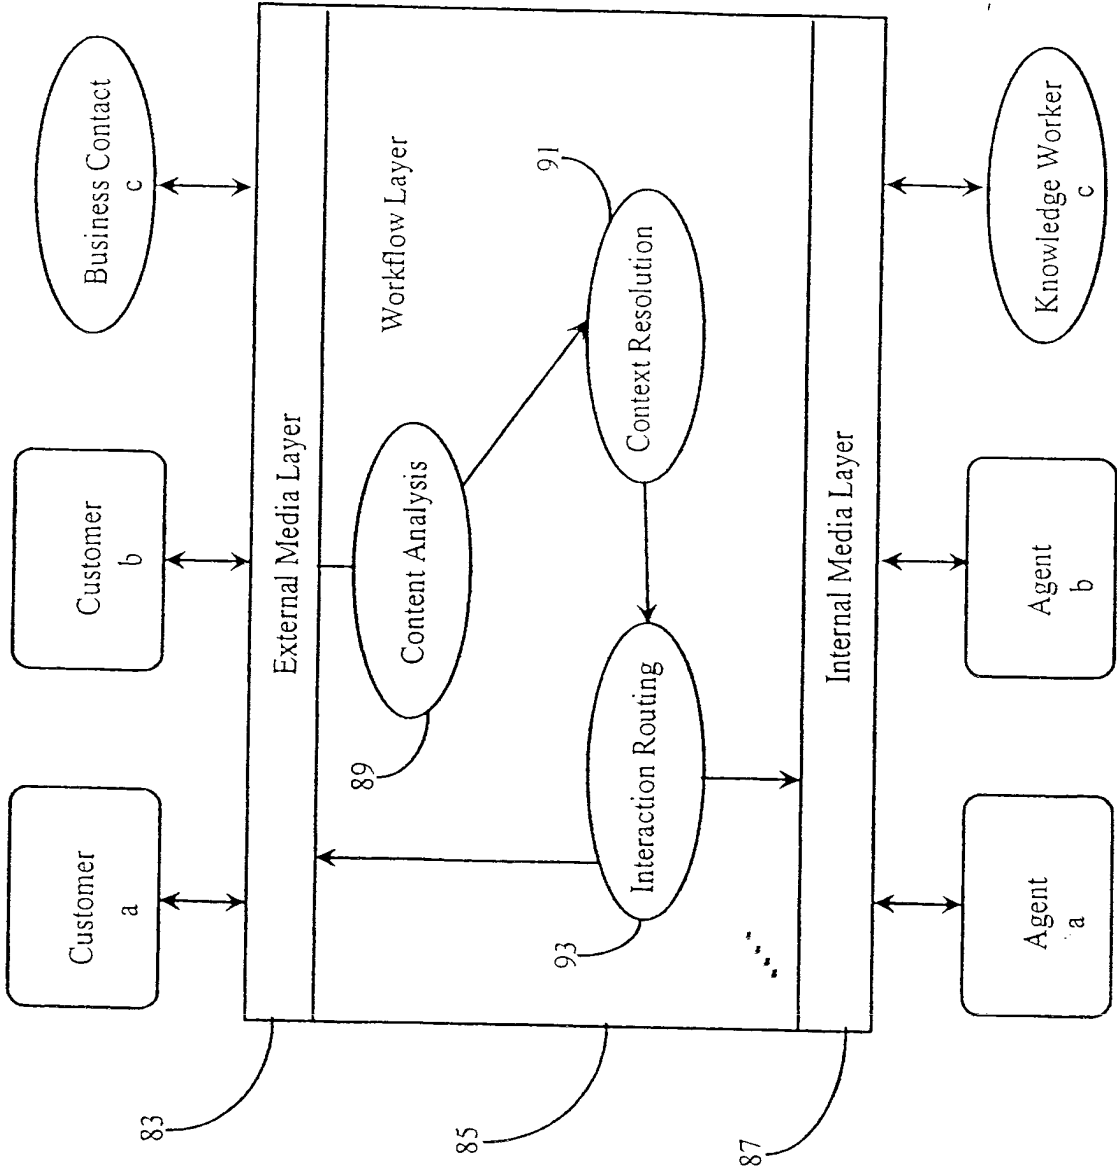 Customer
a
Customer
b
Business Contact
c
83
External Media Layer
Workflow Layer
89
Content Analysis
91
85
93
Interaction Routing
Context Resolution
87
Internal Media Layer
Agent
a
Agent
b
Knowledge Worker
c